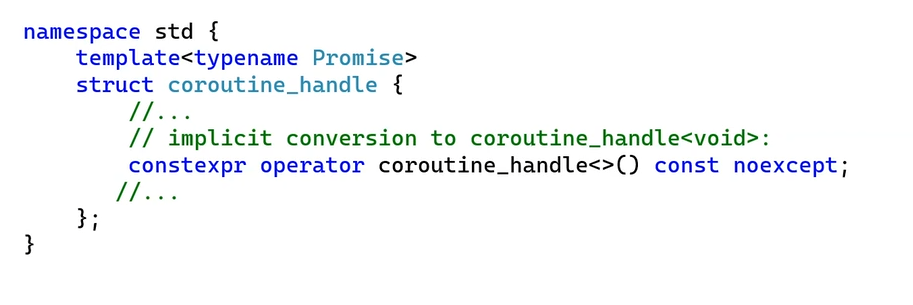 namespace std {
    template<typename Promise>
    struct coroutine_handle {
        //...
        // implicit conversion to coroutine_handle<void>:
        constexpr operator coroutine_handle<>() const noexcept;
       //...
    };
}